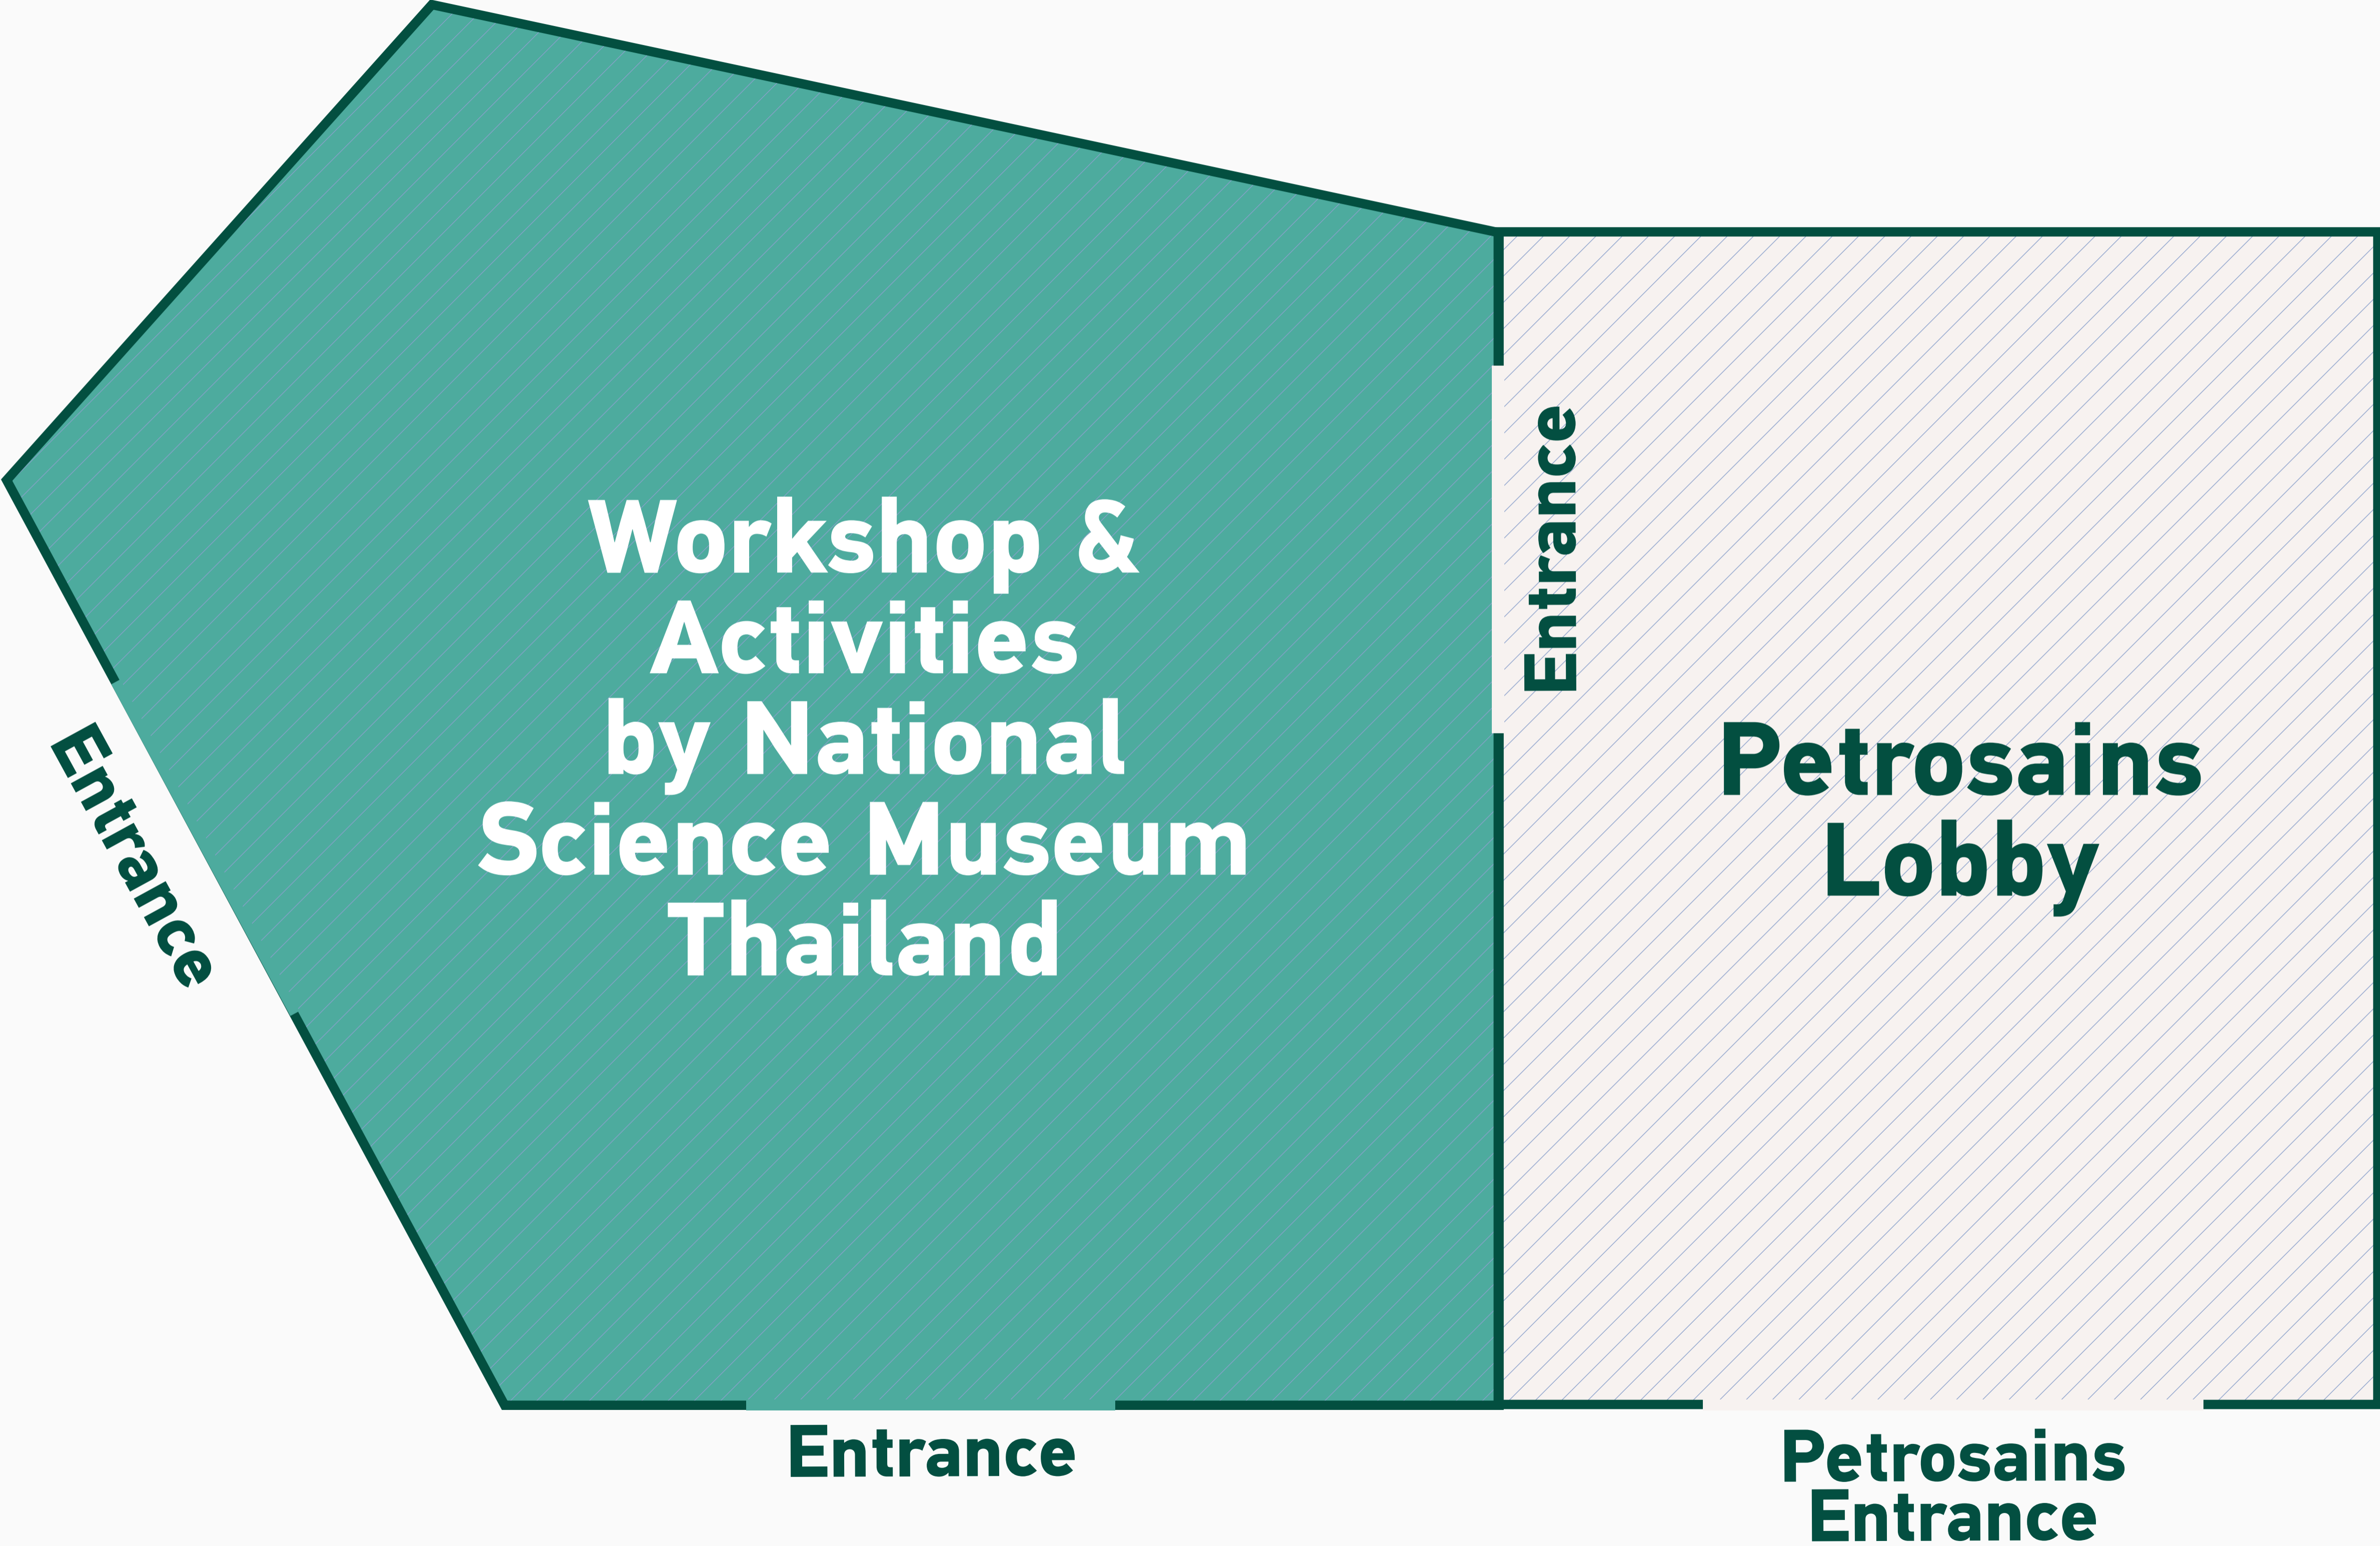 Workshop &
Activities
by National
Science Museum
Thailand
Entrance
Petrosains
Lobby
Entrance
Entrance
Petrosains
Entrance